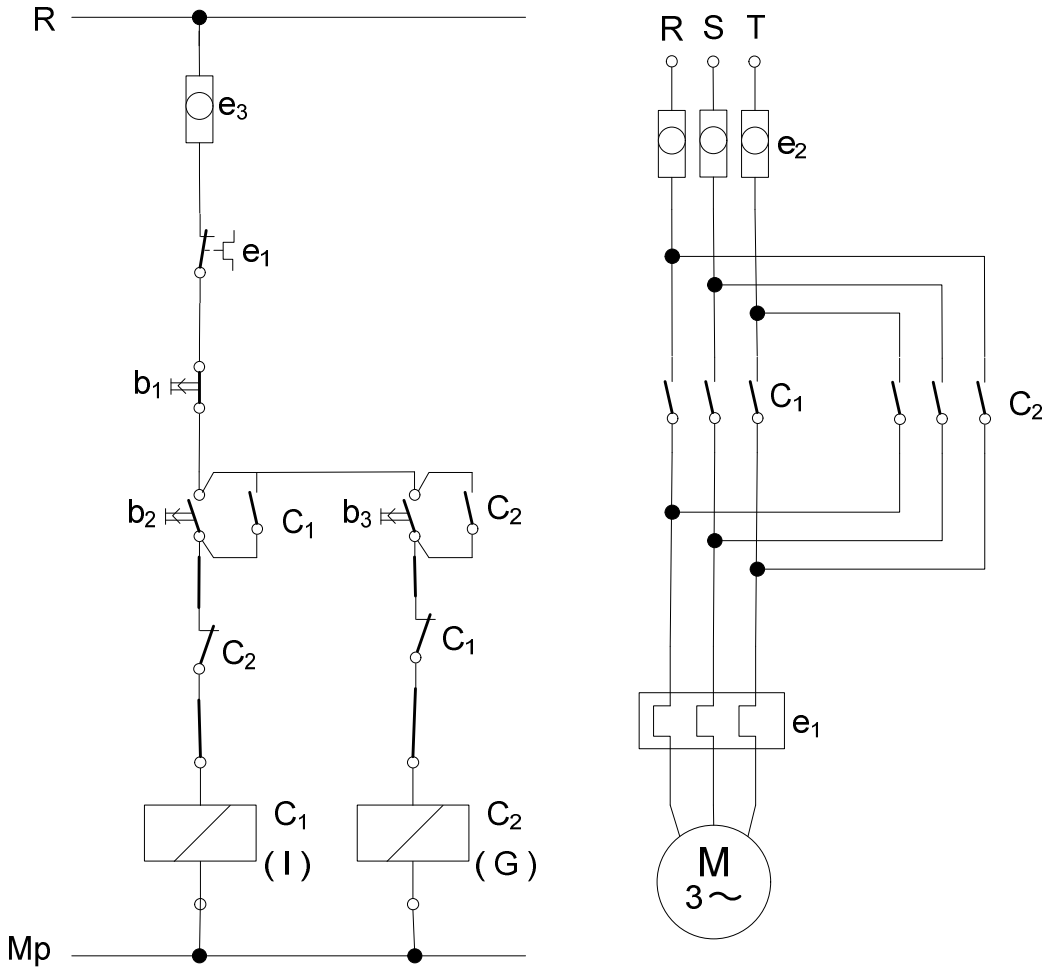 R
e₃
e₁
b₁
b₂
C₁
b₃
C₂
C₂
C₁
C₁
(I)
C₂
(G)
Mp
R S T
e₂
C₁
C₂
e₁
M
3～